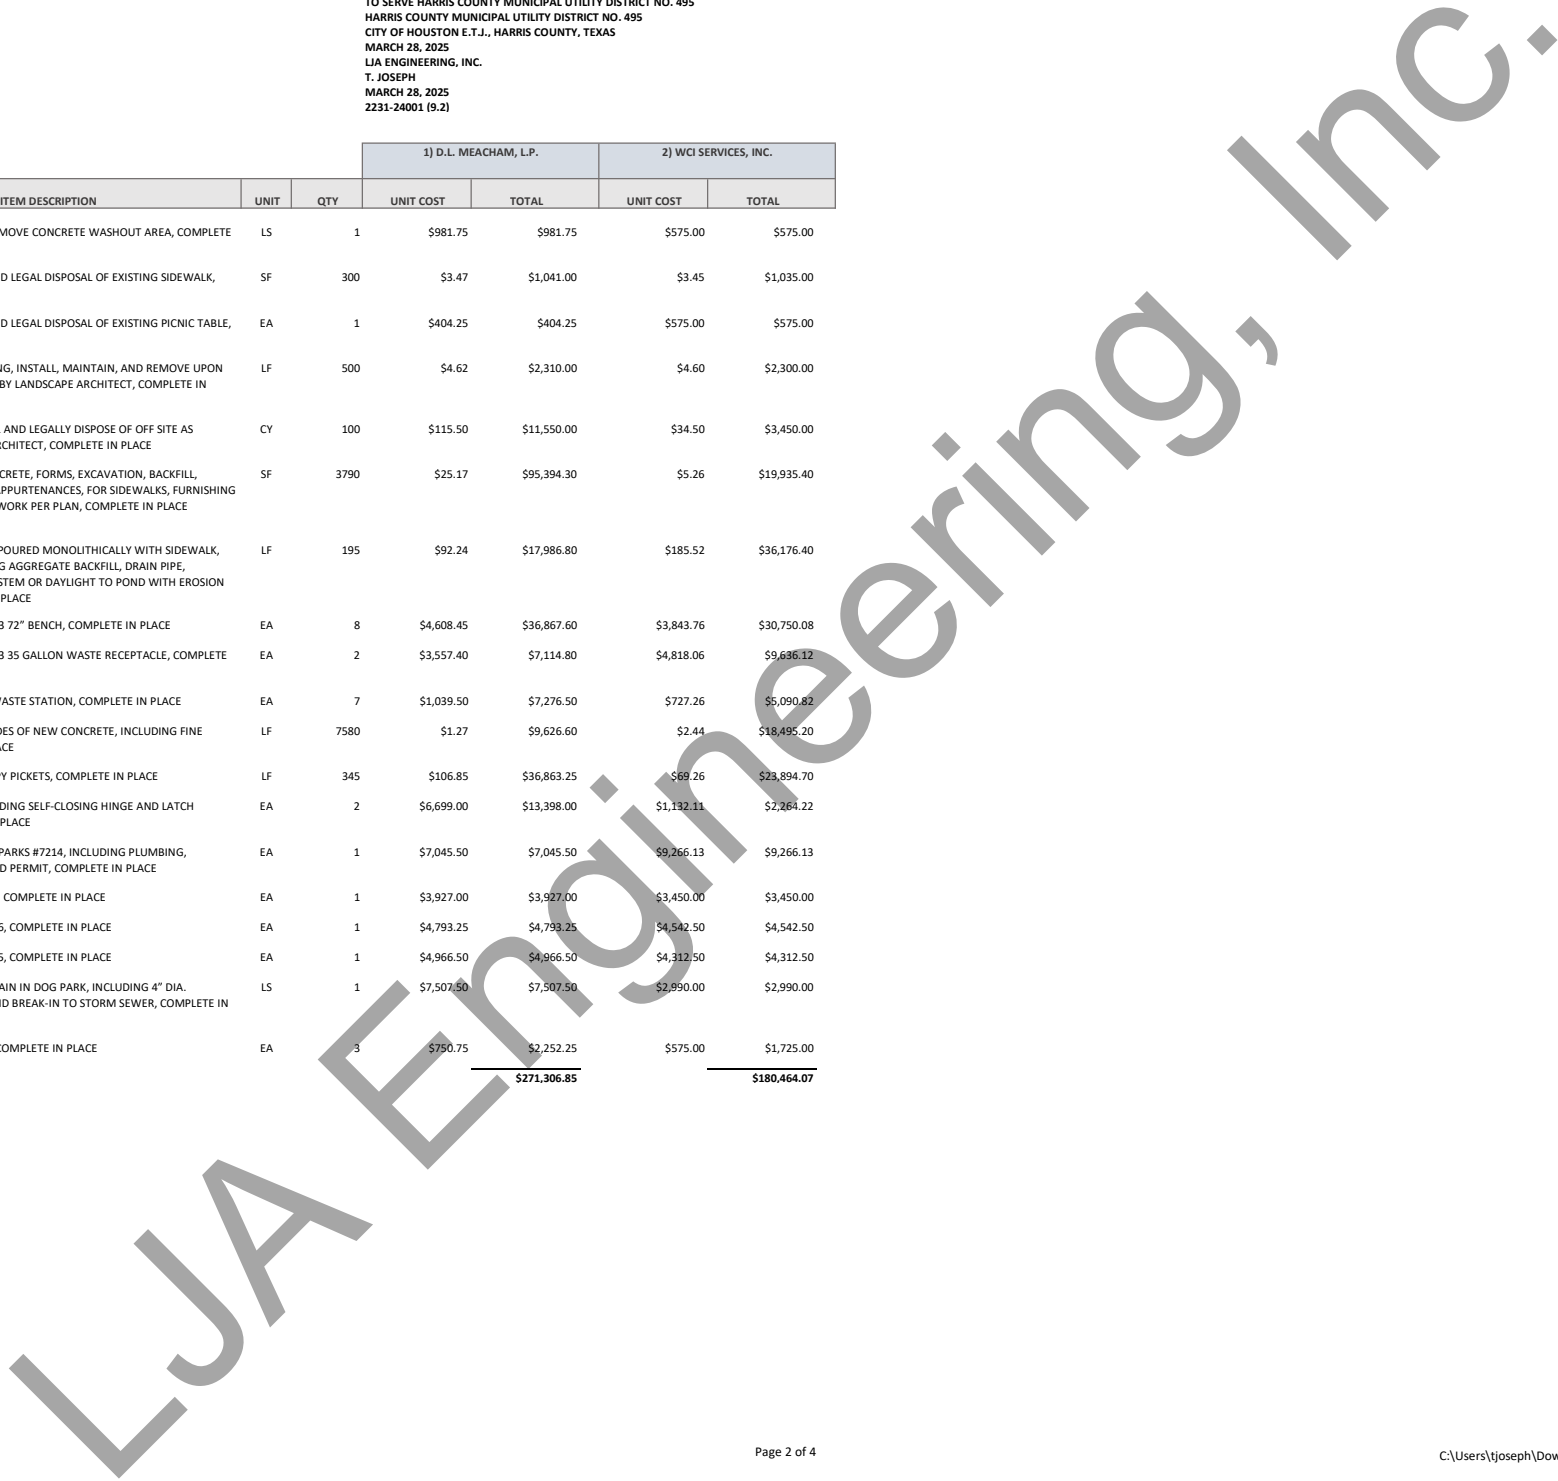 TO SERVE HARRIS COUNTY MUNICIPAL UTILITY DISTRICT NO. 495
HARRIS COUNTY MUNICIPAL UTILITY DISTRICT NO. 495
CITY OF HOUSTON E.T.J., HARRIS COUNTY, TEXAS
MARCH 28, 2025
LJA ENGINEERING, INC.
T. JOSEPH
MARCH 28, 2025
2231-24001 (9.2)
1) D.L. MEACHAM, L.P. 2) WCI SERVICES, INC.
ITEM DESCRIPTION UNIT QTY UNIT COST TOTAL UNIT COST TOTAL
MOVE CONCRETE WASHOUT AREA, COMPLETE LS 1 $981.75 $981.75 $575.00 $575.00
D LEGAL DISPOSAL OF EXISTING SIDEWALK, SF 300 $3.47 $1,041.00 $3.45 $1,035.00
D LEGAL DISPOSAL OF EXISTING PICNIC TABLE, EA 1 $404.25 $404.25 $575.00 $575.00
NG, INSTALL, MAINTAIN, AND REMOVE UPON LF 500 $4.62 $2,310.00 $4.60 $2,300.00
BY LANDSCAPE ARCHITECT, COMPLETE IN
AND LEGALLY DISPOSE OF OFF SITE AS CY 100 $115.50 $11,550.00 $34.50 $3,450.00
RCHITECT, COMPLETE IN PLACE
CRETE, FORMS, EXCAVATION, BACKFILL, SF 3790 $25.17 $95,394.30 $5.26 $19,935.40
APPURTENANCES, FOR SIDEWALKS, FURNISHING
WORK PER PLAN, COMPLETE IN PLACE
POURED MONOLITHICALLY WITH SIDEWALK, LF 195 $92.24 $17,986.80 $185.52 $36,176.40
G AGGREGATE BACKFILL, DRAIN PIPE,
STEM OR DAYLIGHT TO POND WITH EROSION
PLACE
3 72” BENCH, COMPLETE IN PLACE EA 8 $4,608.45 $36,867.60 $3,843.76 $30,750.08
3 35 GALLON WASTE RECEPTACLE, COMPLETE EA 2 $3,557.40 $7,114.80 $4,818.06 $9,636.12
WASTE STATION, COMPLETE IN PLACE EA 7 $1,039.50 $7,276.50 $727.26 $5,090.82
DES OF NEW CONCRETE, INCLUDING FINE LF 7580 $1.27 $9,626.60 $2.44 $18,495.20
ACE
PY PICKETS, COMPLETE IN PLACE LF 345 $106.85 $36,863.25 $69.26 $23,894.70
DING SELF-CLOSING HINGE AND LATCH EA 2 $6,699.00 $13,398.00 $1,132.11 $2,264.22
PLACE
PARKS #7214, INCLUDING PLUMBING, EA 1 $7,045.50 $7,045.50 $9,266.13 $9,266.13
D PERMIT, COMPLETE IN PLACE
COMPLETE IN PLACE EA 1 $3,927.00 $3,927.00 $3,450.00 $3,450.00
6, COMPLETE IN PLACE EA 1 $4,793.25 $4,793.25 $4,542.50 $4,542.50
5, COMPLETE IN PLACE EA 1 $4,966.50 $4,966.50 $4,312.50 $4,312.50
AIN IN DOG PARK, INCLUDING 4” DIA. LS 1 $7,507.50 $7,507.50 $2,990.00 $2,990.00
ND BREAK-IN TO STORM SEWER, COMPLETE IN
COMPLETE IN PLACE EA 3 $750.75 $2,252.25 $575.00 $1,725.00
$271,306.85 $180,464.07
LJA Engineering, Inc.
Page 2 of 4
C:\Users\tjoseph\Dow